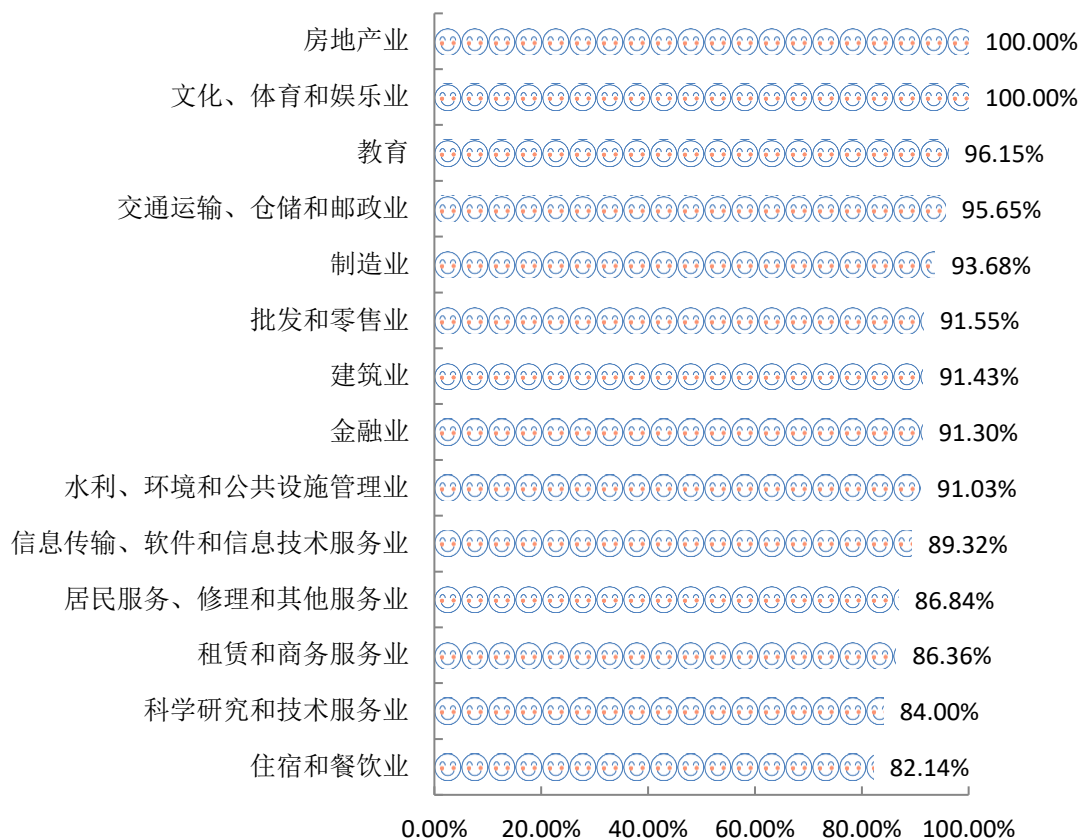 房地产业 100.00%
文化、体育和娱乐业 100.00%
教育 96.15%
交通运输、仓储和邮政业 95.65%
制造业 93.68%
批发和零售业 91.55%
建筑业 91.43%
金融业 91.30%
水利、环境和公共设施管理业 91.03%
信息传输、软件和信息技术服务业 89.32%
居民服务、修理和其他服务业 86.84%
租赁和商务服务业 86.36%
科学研究和技术服务业 84.00%
住宿和餐饮业 82.14%
0.00% 20.00% 40.00% 60.00% 80.00% 100.00%